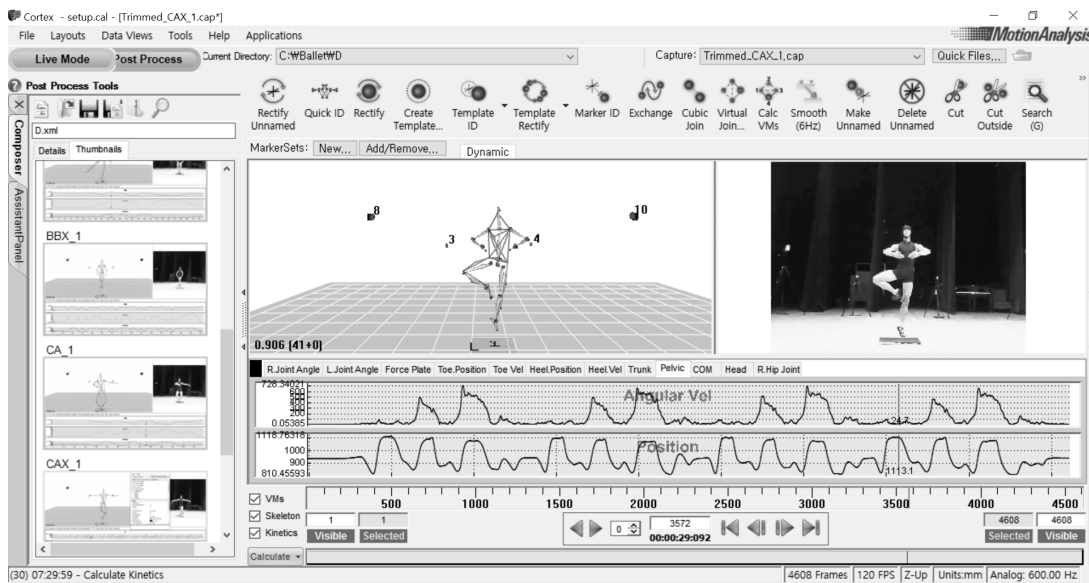 Cortex - setup.cal - [Trimmed_CAX_1.cap*]
File Layouts Data Views Tools Help Applications
MotionAnalysis
Live Mode Post Process Current Directory: C:₩Ballet₩D Capture: Trimmed_CAX_1.cap Quick Files...
Post Process Tools
D.xml
Details Thumbnails
Composer
AssistantPanel
BBX_1
CA_1
CAX_1
Rectify Unnamed
Quick ID
Rectify
Create Template...
Template ID
Template Rectify
Marker ID
Exchange
Cubic Join
Virtual Join...
Calc VMs
Smooth (6Hz)
Make Unnamed
Delete Unnamed
Cut
Cut Outside
Search (G)
MarkerSets: New... Add/Remove... Dynamic
8 10
3 4
0.906 (41+0)
R.Joint Angle L.Joint Angle Force Plate Toe.Position Toe Vel Heel.Position Heel.Vel Trunk Pelvic COM Head R.Hip Joint
728.34021
Angular Vel
200
0.05385
24.7
1118.76318
1000
Position
900
810.45593
1113.1
VMs
Skeleton
Kinetics
500 1000 1500 2000 2500 3000 3500 4000 4500
1 1
Visible Selected
0 3572
00:00:29:092
4608 4608
Selected Visible
Calculate
(30) 07:29:59 - Calculate Kinetics
4608 Frames 120 FPS Z-Up Units:mm Analog: 600.00 Hz